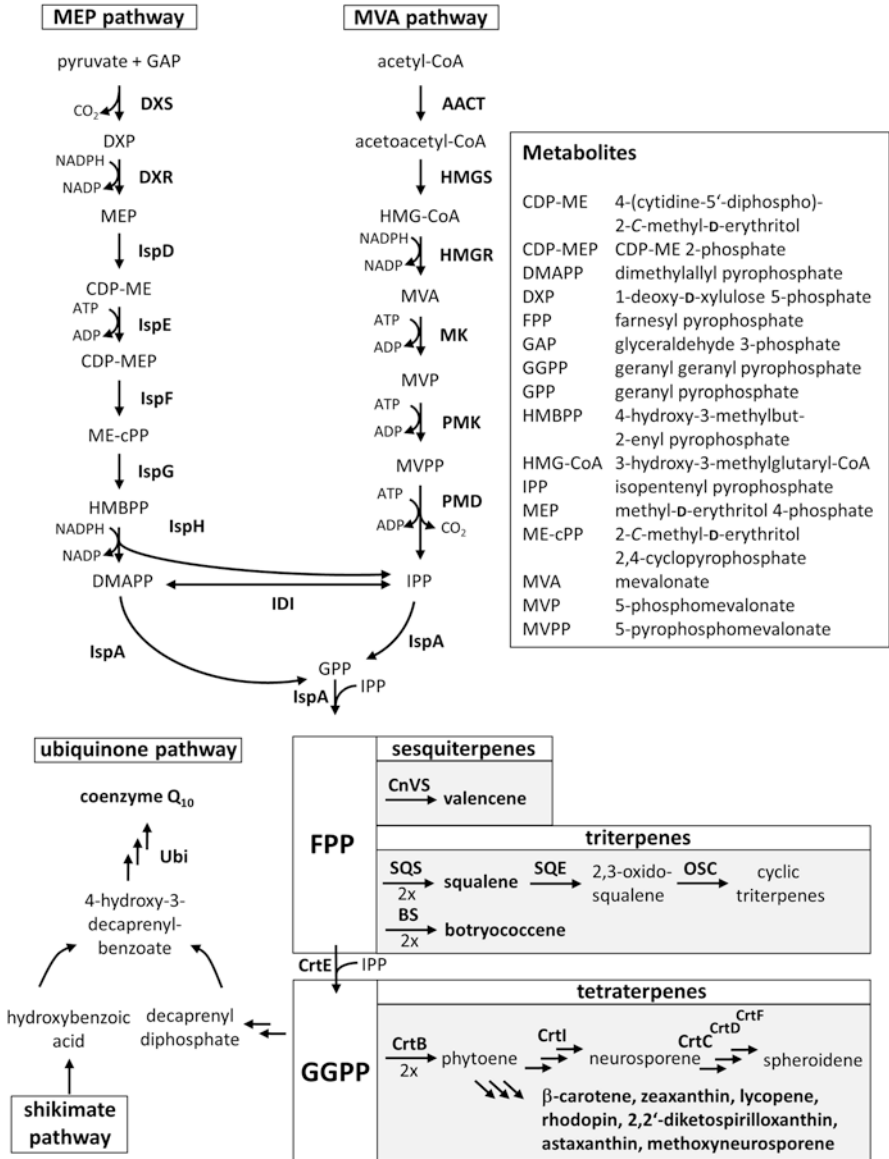 MEP pathway
pyruvate + GAP
CO₂
DXS
DXP
NADPH
NADP
DXR
MEP
IspD
CDP-ME
ATP
ADP
IspE
CDP-MEP
IspF
ME-cPP
IspG
HMBPP
NADPH
NADP
IspH
DMAPP
IDI
IspA
MVA pathway
acetyl-CoA
AACT
acetoacetyl-CoA
HMGS
HMG-CoA
NADPH
NADP
HMGR
MVA
ATP
ADP
MK
MVP
ATP
ADP
PMK
MVPP
ATP
ADP
PMD
CO₂
IPP
IspA
GPP
IspA
IPP
Metabolites
CDP-ME 4-(cytidine-5‘-diphospho)-
2-C-methyl-D-erythritol
CDP-MEP CDP-ME 2-phosphate
DMAPP dimethylallyl pyrophosphate
DXP 1-deoxy-D-xylulose 5-phosphate
FPP farnesyl pyrophosphate
GAP glyceraldehyde 3-phosphate
GGPP geranyl geranyl pyrophosphate
GPP geranyl pyrophosphate
HMBPP 4-hydroxy-3-methylbut-
2-enyl pyrophosphate
HMG-CoA 3-hydroxy-3-methylglutaryl-CoA
IPP isopentenyl pyrophosphate
MEP methyl-D-erythritol 4-phosphate
ME-cPP 2-C-methyl-D-erythritol
2,4-cyclopyrophosphate
MVA mevalonate
MVP 5-phosphomevalonate
MVPP 5-pyrophosphomevalonate
ubiquinone pathway
coenzyme Q₁₀
Ubi
4-hydroxy-3-
decaprenyl-
benzoate
hydroxybenzoic
acid
decaprenyl
diphosphate
shikimate
pathway
FPP
sesquiterpenes
CnVS
valencene
triterpenes
SQS
2x
squalene
SQE
2,3-oxido-
squalene
OSC
cyclic
triterpenes
BS
2x
botryococcene
CrtE
IPP
GGPP
tetraterpenes
CrtB
2x
phytoene
CrtI
neurosporene
CrtC
CrtD
CrtF
spheroidene
β-carotene, zeaxanthin, lycopene,
rhodopin, 2,2‘-diketospirilloxanthin,
astaxanthin, methoxyneurosporene